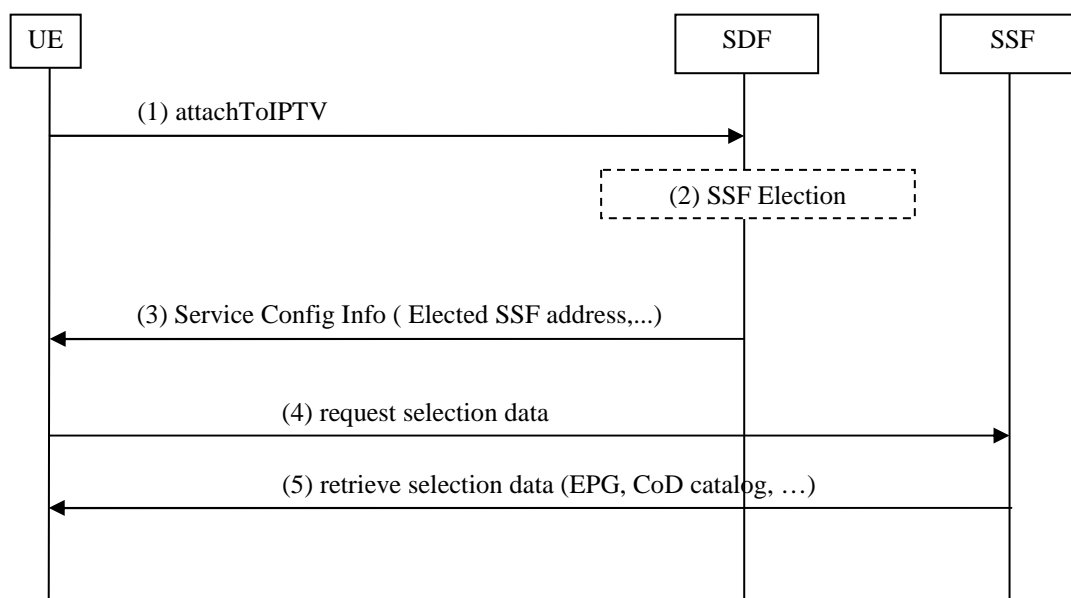 UE
SDF
SSF
(1) attachToIPTV
(2) SSF Election
(3) Service Config Info ( Elected SSF address,...)
(4) request selection data
(5) retrieve selection data (EPG, CoD catalog, …)